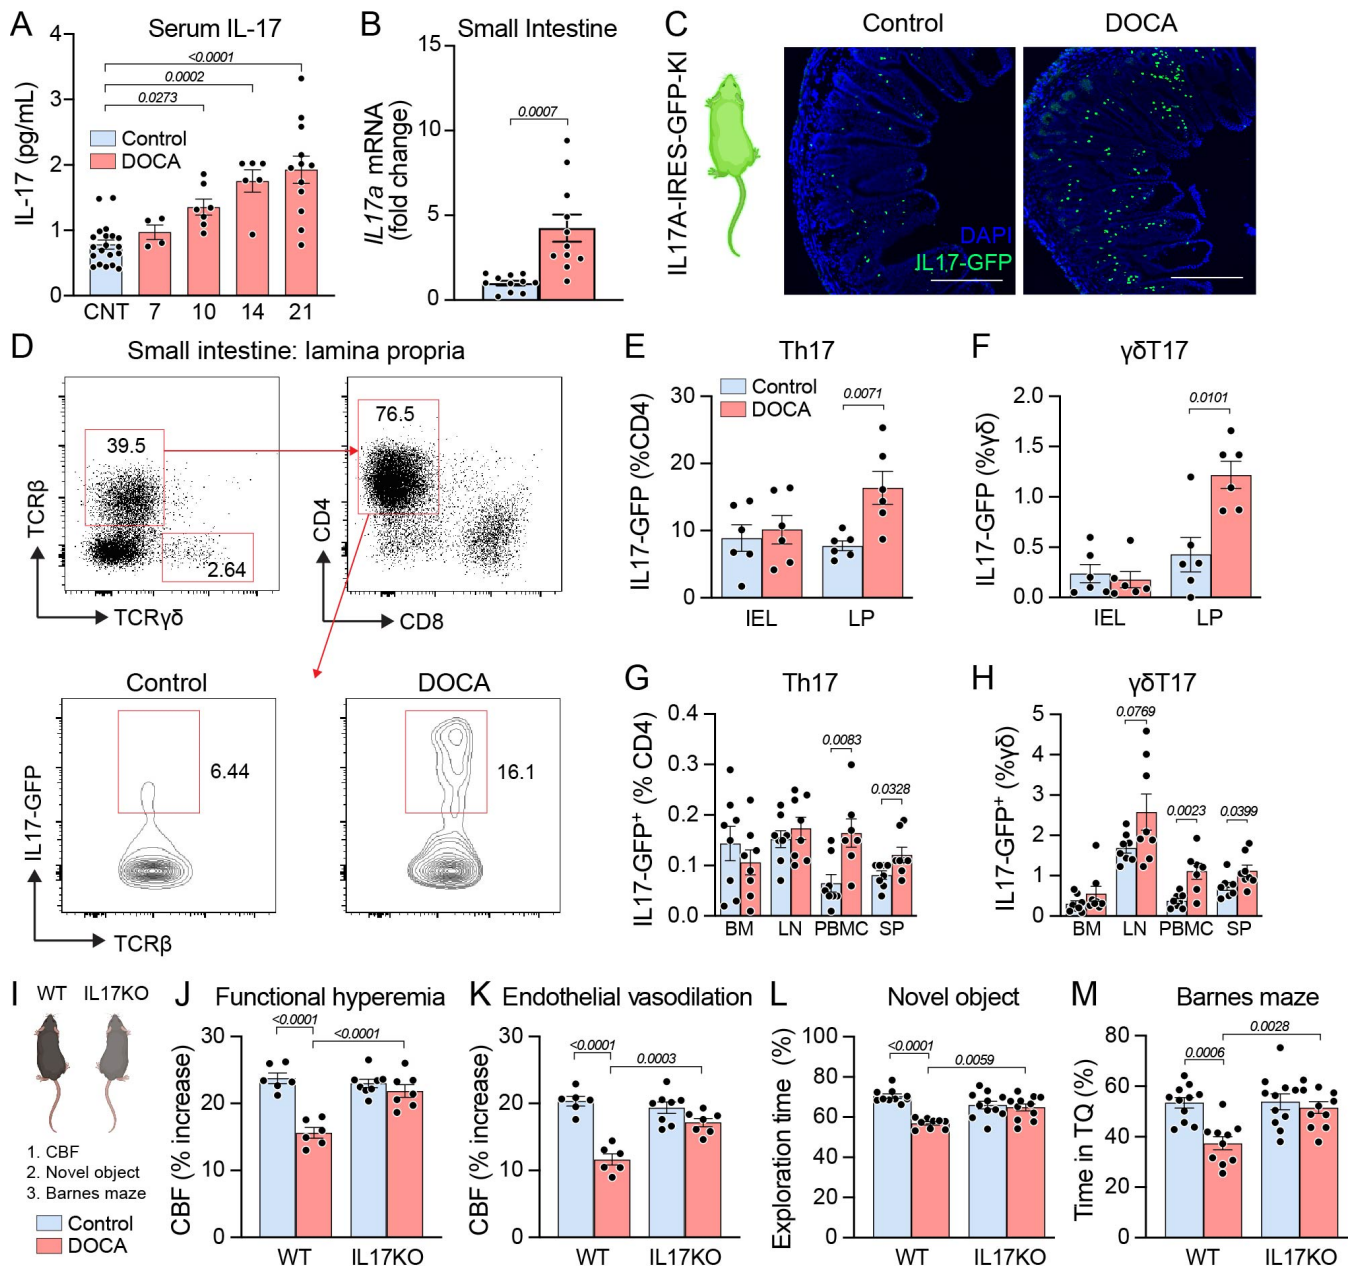 A
Serum IL-17
IL-17 (pg/mL)
4
3
2
1
0
<0.0001
0.0002
0.0273
Control
DOCA
CNT 7 10 14 21
B
Small Intestine
IL17a mRNA
(fold change)
15
10
5
0
0.0007
C
Control DOCA
IL17A-IRES-GFP-KI
DAPI
IL17-GFP
D
Small intestine: lamina propria
39.5
2.64
TCRβ
TCRγδ
76.5
CD4
CD8
Control DOCA
6.44
16.1
IL17-GFP
TCRβ
E
Th17
IL17-GFP (%CD4)
30
20
10
0
Control
DOCA
0.0071
IEL LP
F
γδT17
IL17-GFP (%γδ)
2.0
1.5
1.0
0.5
0.0
0.0101
IEL LP
G
Th17
IL17-GFP+ (% CD4)
0.4
0.3
0.2
0.1
0.0
0.0083
0.0328
BM LN PBMC SP
H
γδT17
IL17-GFP+ (%γδ)
5
4
3
2
1
0
0.0769
0.0023
0.0399
BM LN PBMC SP
I
WT IL17KO
1. CBF
2. Novel object
3. Barnes maze
Control
DOCA
J
Functional hyperemia
CBF (% increase)
30
20
10
0
<0.0001
<0.0001
WT IL17KO
K
Endothelial vasodilation
CBF (% increase)
30
20
10
0
<0.0001
0.0003
WT IL17KO
L
Novel object
Exploration time (%)
100
80
60
40
20
0
<0.0001
0.0059
WT IL17KO
M
Barnes maze
Time in TQ (%)
80
60
40
20
0
0.0028
0.0006
WT IL17KO